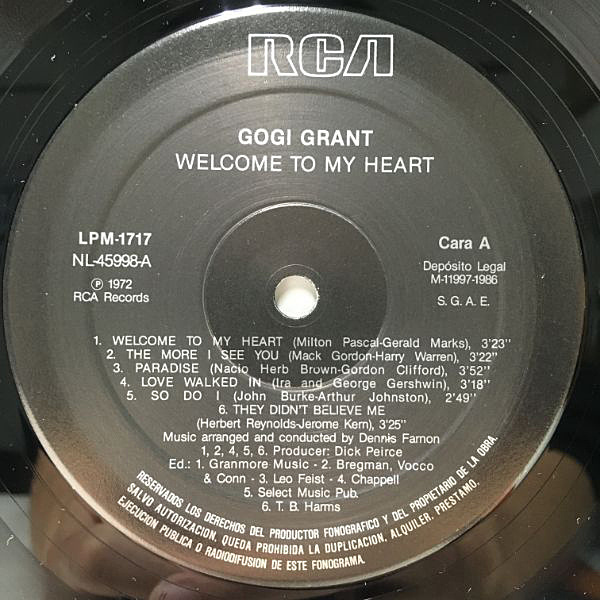 RCA
GOGI GRANT
WELCOME TO MY HEART
LPM-1717
NL-45998-A
Ⓟ 1972
RCA Records
Cara A
Depósito Legal
M-11997-1986
S. G. A. E.
1. WELCOME TO MY HEART (Milton Pascal-Gerald Marks), 3'23''
2. THE MORE I SEE YOU (Mack Gordon-Harry Warren), 3'22''
3. PARADISE (Nacio Herb Brown-Gordon Clifford), 3'52''
4. LOVE WALKED IN (Ira and George Gershwin), 3'18''
5. SO DO I (John Burke-Arthur Johnston), 2'49''
6. THEY DIDN'T BELIEVE ME
(Herbert Reynolds-Jerome Kern), 3'25''
Music arranged and conducted by Dennis Farnon
1, 2, 4, 5, 6. Producer: Dick Peirce
Ed.: 1. Granmore Music - 2. Bregman, Vocco
& Conn - 3. Leo Feist - 4. Chappell
5. Select Music Pub.
6. T. B. Harms
RESERVADOS LOS DERECHOS DEL PRODUCTOR FONOGRAFICO Y DEL PROPIETARIO DE LA OBRA.
SALVO AUTORIZACION, QUEDA PROHIBIDA LA DUPLICACION, ALQUILER, PRESTAMO,
EJECUCION PUBLICA O RADIODIFUSION DE ESTE FONOGRAMA.